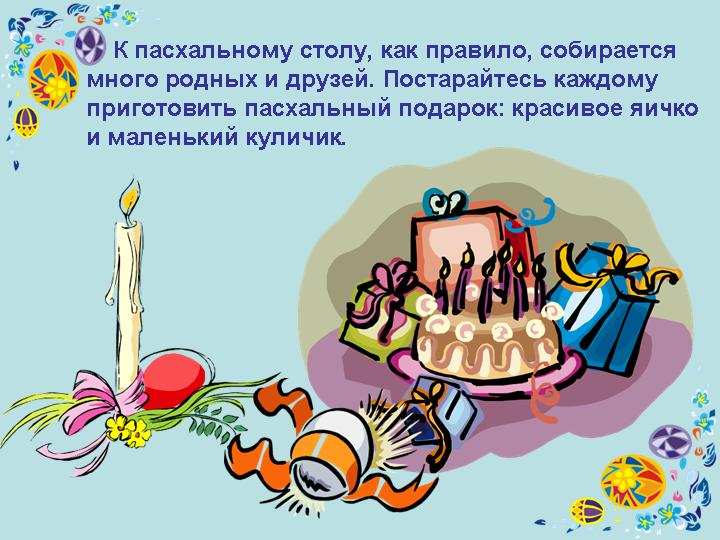 К пасхальному столу, как правило, собирается
много родных и друзей. Постарайтесь каждому
приготовить пасхальный подарок: красивое яичко
и маленький куличик.